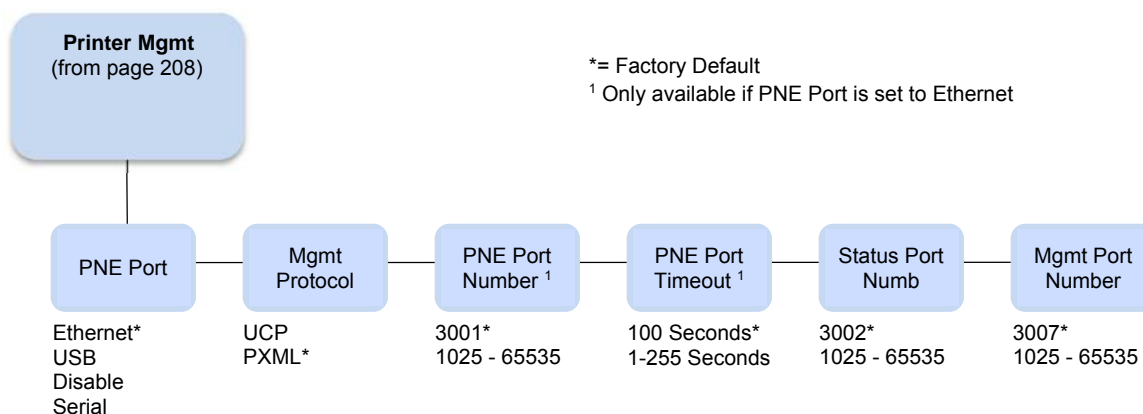 Printer Mgmt
(from page 208)
*= Factory Default
¹ Only available if PNE Port is set to Ethernet
PNE Port
Mgmt
Protocol
PNE Port
Number ¹
PNE Port
Timeout ¹
Status Port
Numb
Mgmt Port
Number
Ethernet*
USB
Disable
Serial
UCP
PXML*
3001*
1025 - 65535
100 Seconds*
1-255 Seconds
3002*
1025 - 65535
3007*
1025 - 65535